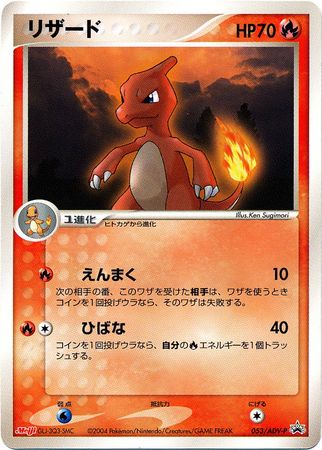 リザード HP70
Illus.Ken Sugimori
1進化 ヒトカゲから進化
えんまく 10
次の相手の番、このワザを受けた相手は、ワザを使うとき
コインを1回投げウラなら、そのワザは失敗する。
ひばな 40
コインを1回投げウラなら、自分のエネルギーを1個トラ
ッシュする。
弱点 抵抗力 にげる
Meiji GLI-3Q3-SMC ©2004 Pokémon/Nintendo/Creatures/GAME FREAK 053/ADV-P